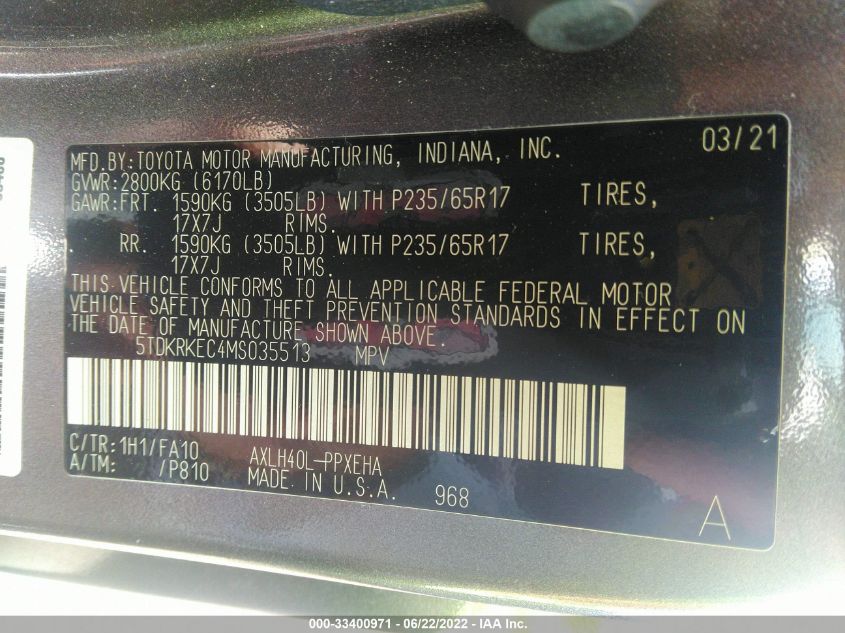 MFD.BY:TOYOTA MOTOR MANUFACTURING, INDIANA, INC. 03/21
GVWR:2800KG (6170LB)
GAWR:FRT. 1590KG (3505LB) WITH P235/65R17 TIRES,
17X7J RIMS.
RR. 1590KG (3505LB) WITH P235/65R17 TIRES,
17X7J RIMS.
THIS VEHICLE CONFORMS TO ALL APPLICABLE FEDERAL MOTOR
VEHICLE SAFETY AND THEFT PREVENTION STANDARDS IN EFFECT ON
THE DATE OF MANUFACTURE SHOWN ABOVE.
5TDKRKEC4MS035513 MPV
C/TR:1H1/FA10 AXLH40L-PPXEHA
A/TM: /P810 MADE IN U.S.A. 968
A
000-33400971 - 06/22/2022 - IAA Inc.